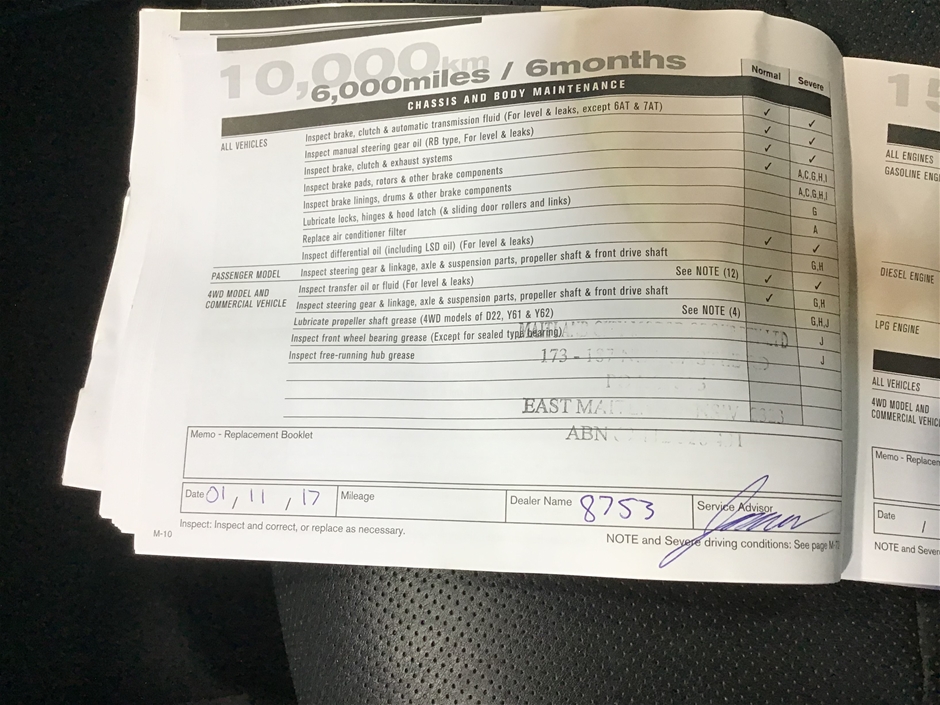 10,000km
6,000miles / 6months
CHASSIS AND BODY MAINTENANCE
Normal Severe
ALL VEHICLES
Inspect brake, clutch & automatic transmission fluid (For level & leaks, except 6AT & 7AT) ✓ ✓
Inspect manual steering gear oil (RB type, For level & leaks) ✓ ✓
Inspect brake, clutch & exhaust systems ✓ ✓
Inspect brake pads, rotors & other brake components ✓ A,C,G,H,I
Inspect brake linings, drums & other brake components A,C,G,H,I
Lubricate locks, hinges & hood latch (& sliding door rollers and links) G
Replace air conditioner filter A
Inspect differential oil (including LSD oil) (For level & leaks) ✓ ✓
PASSENGER MODEL Inspect steering gear & linkage, axle & suspension parts, propeller shaft & front drive shaft G,H
4WD MODEL AND
COMMERCIAL VEHICLE
Inspect transfer oil or fluid (For level & leaks) See NOTE (12) ✓ ✓
Inspect steering gear & linkage, axle & suspension parts, propeller shaft & front drive shaft ✓ G,H
Lubricate propeller shaft grease (4WD models of D22, Y61 & Y62) See NOTE (4) G,H,J
Inspect front wheel bearing grease (Except for sealed type bearing) J
Inspect free-running hub grease J
173 -
EAST
ABN
Memo - Replacement Booklet
Date 01 / 11 / 17 Mileage Dealer Name 8753 Service Advisor
Inspect: Inspect and correct, or replace as necessary.
NOTE and Severe driving conditions: See page
M-10
15
ALL ENGINES
GASOLINE
DIESEL ENGINE
LPG ENGINE
ALL VEHICLES
4WD MODEL AND
COMMERCIAL
Memo -
Date /
NOTE and